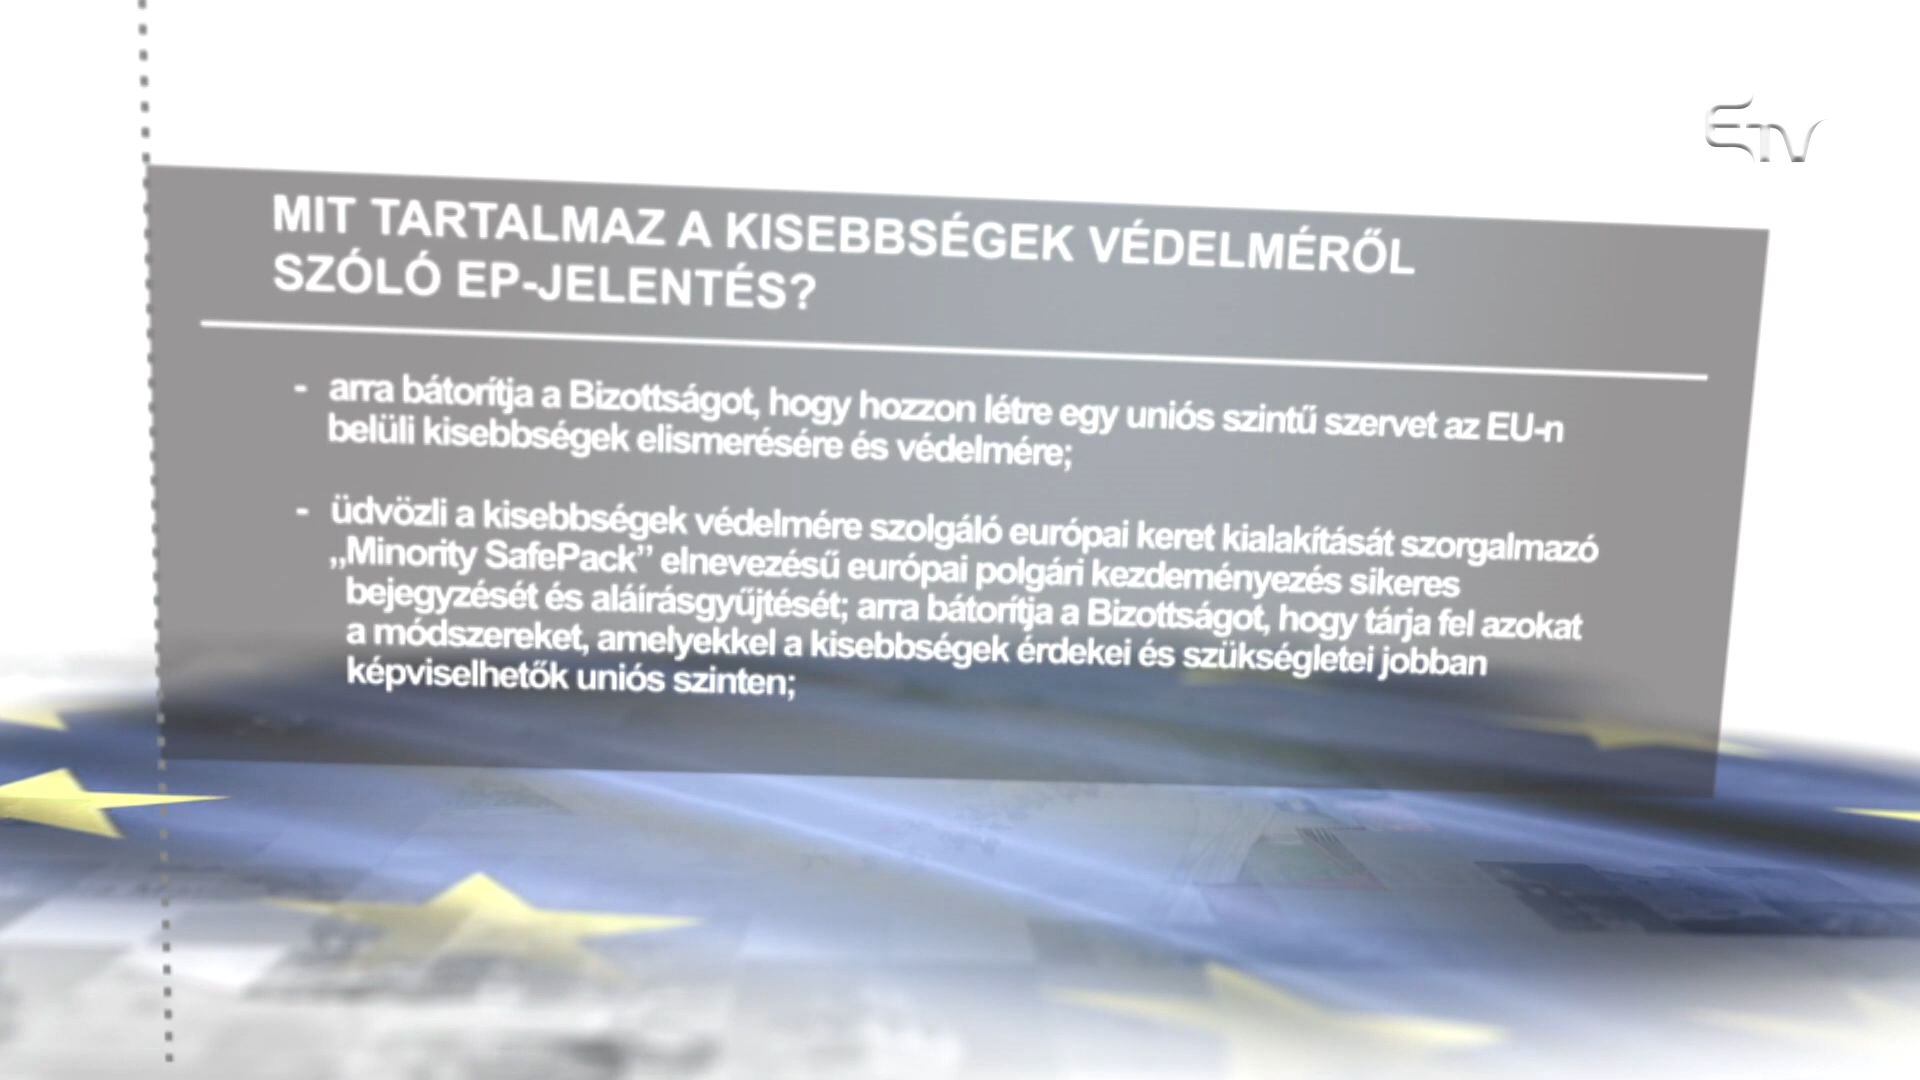 ETV
MIT TARTALMAZ A KISEBBSÉGEK VÉDELMÉRŐL
SZÓLÓ EP-JELENTÉS?
- arra bátorítja a Bizottságot, hogy hozzon létre egy uniós szintű szervet az EU-n
belüli kisebbségek elismerésére és védelmére;
- üdvözli a kisebbségek védelmére szolgáló európai keret kialakítását szorgalmazó
„Minority SafePack” elnevezésű európai polgári kezdeményezés sikeres
bejegyzését és aláírásgyűjtését; arra bátorítja a Bizottságot, hogy tárja fel azokat
a módszereket, amelyekkel a kisebbségek érdekei és szükségletei jobban
képviselhetők uniós szinten;